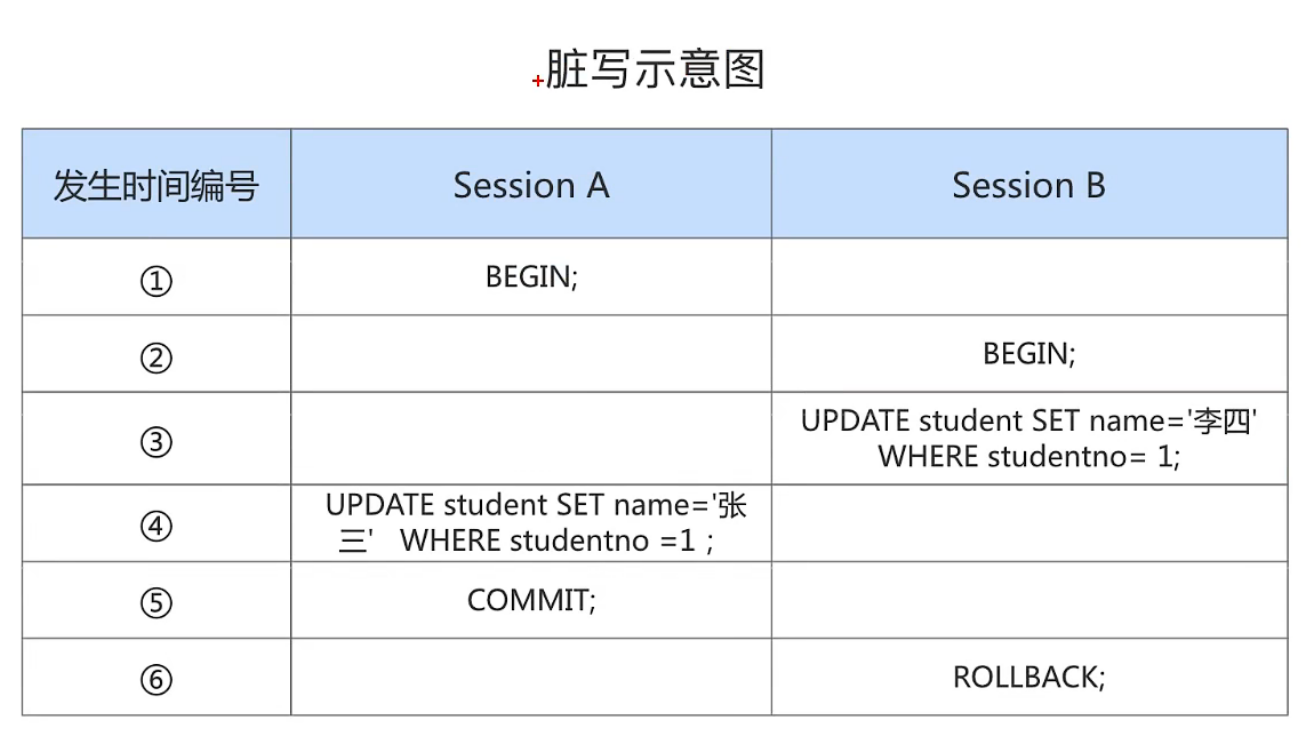 脏写示意图
发生时间编号 Session A Session B
① BEGIN;
② BEGIN;
③ UPDATE student SET name='李四'
WHERE studentno= 1;
④ UPDATE student SET name='张
三' WHERE studentno =1 ;
⑤ COMMIT;
⑥ ROLLBACK;